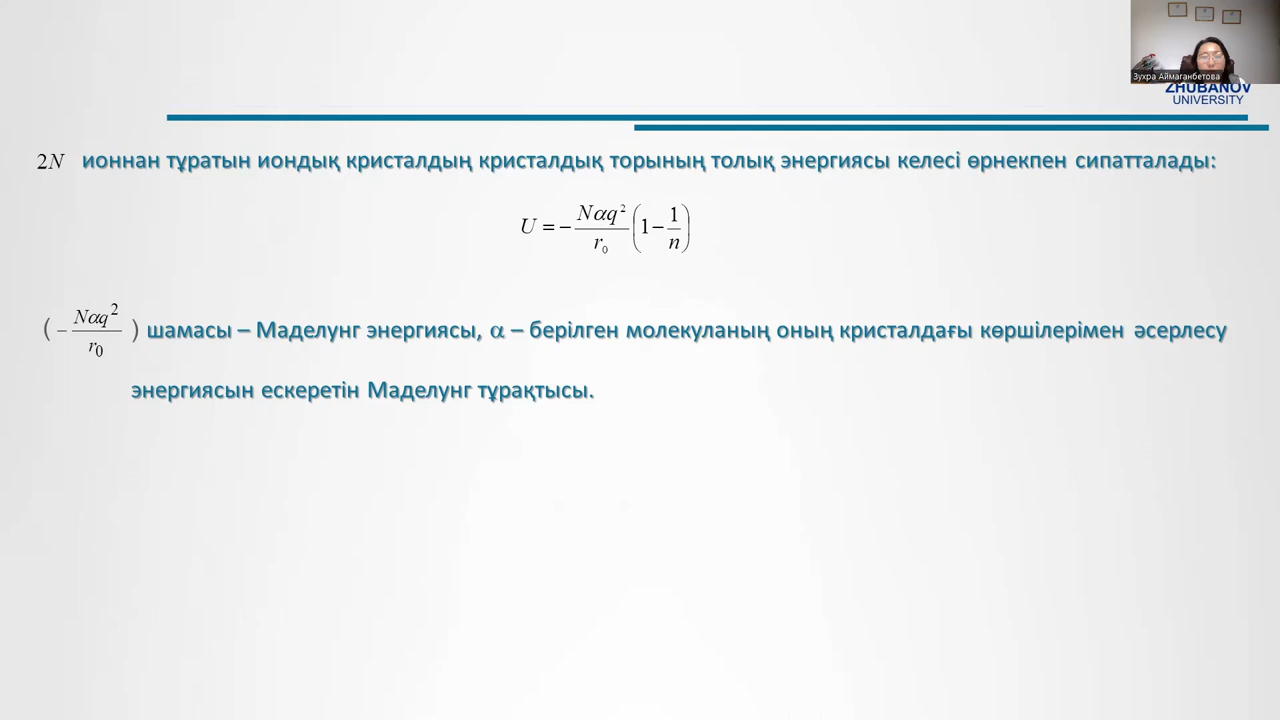 Зухра Аймаганбетова
ZHUBANOV
UNIVERSITY
2N ионнан тұратын иондық кристалдың кристалдық торының толық энергиясы келесі өрнекпен сипатталады:
U = −Nαq²/r₀ (1 − 1/n)
(−Nαq²/r₀) шамасы – Маделунг энергиясы, α – берілген молекуланың оның кристалдағы көршілерімен әсерлесу
энергиясын ескеретін Маделунг тұрақтысы.